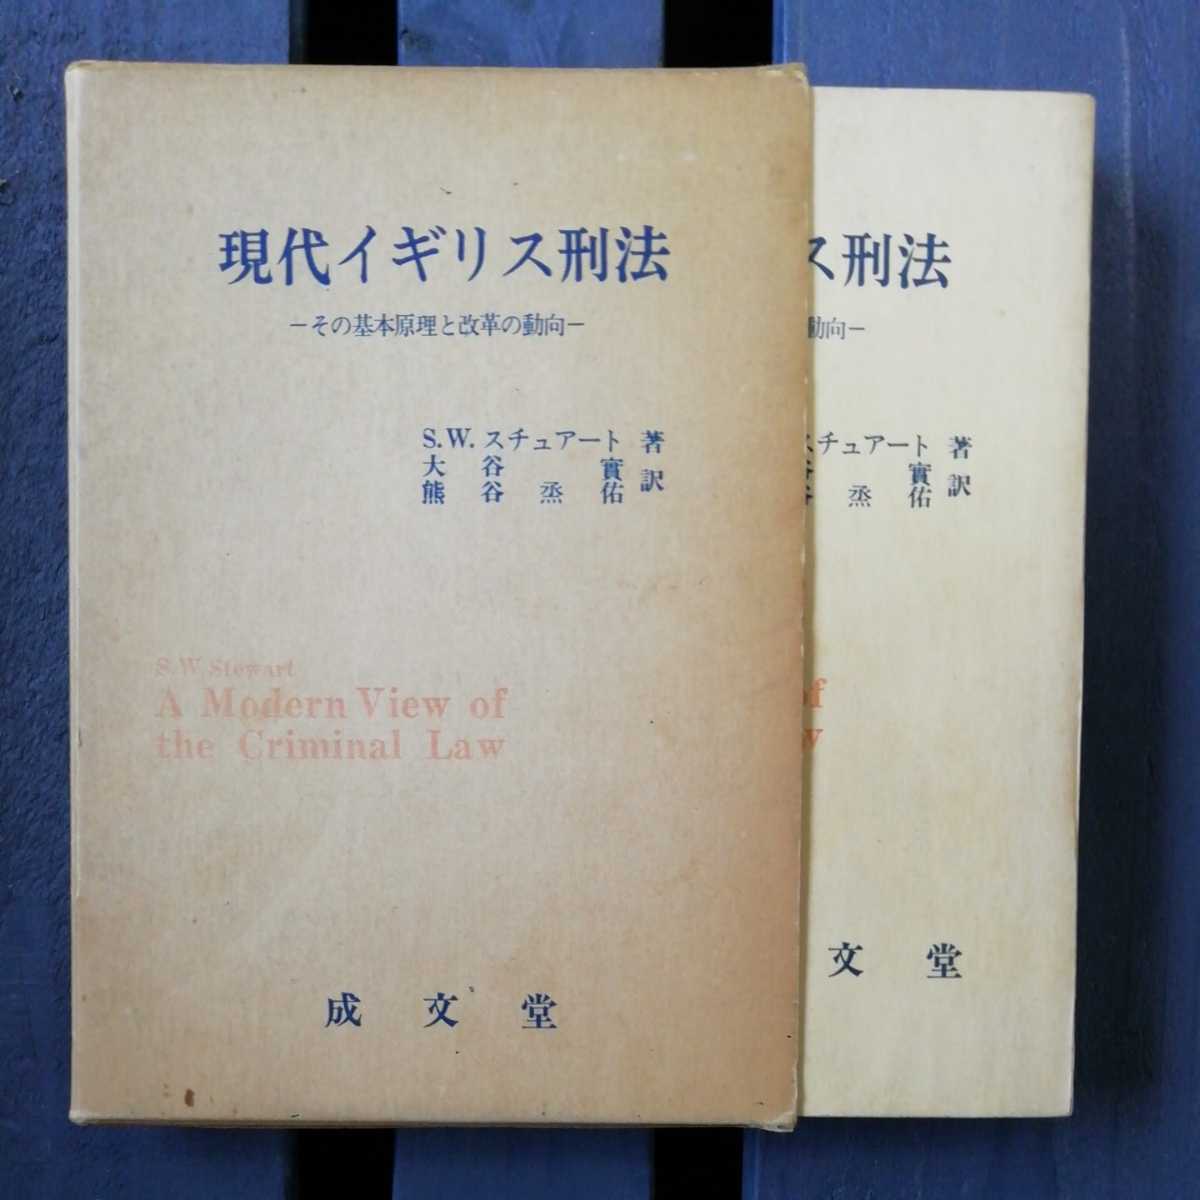 現代イギリス刑法
－その基本原理と改革の動向－
S.W. スチュアート 著
大谷 實
熊谷烝佑 訳
S.W.Stewart
A Modern View of
the Criminal Law
成文堂
ス刑法
動向－
スチュアート 著
谷 實
谷烝佑 訳
of
w
文堂